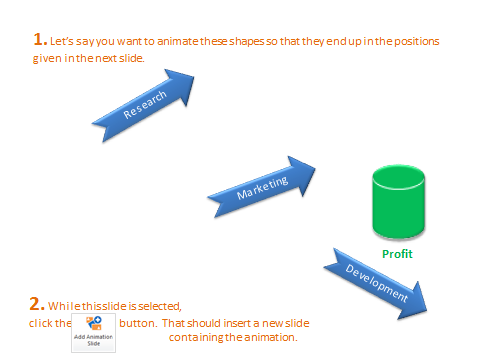 1. Let's say you want to animate these shapes so that they end up in the positions
given in the next slide.
Research
Marketing
Profit
Development
2. While this slide is selected,
click the Add Animation Slide button. That should insert a new slide
containing the animation.